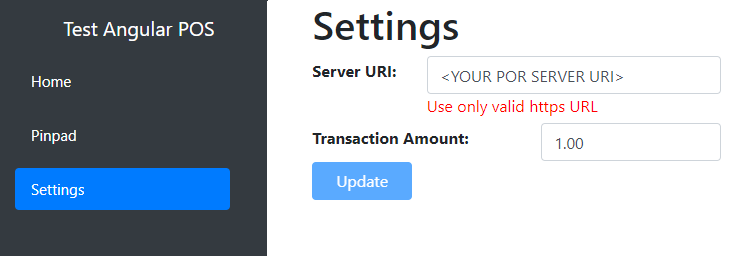 Test Angular POS
Home
Pinpad
Settings
Settings
Server URI: <YOUR POR SERVER URI>
Use only valid https URL
Transaction Amount: 1.00
Update